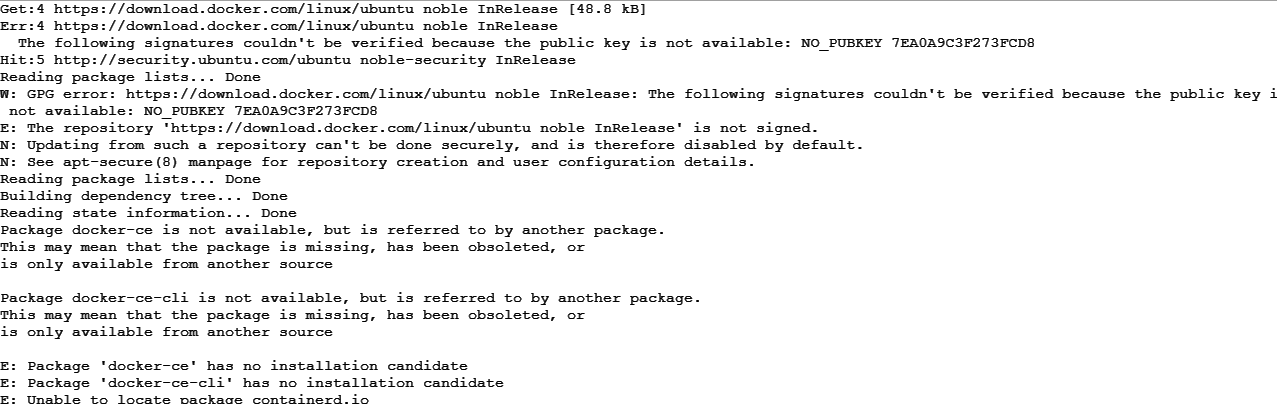 Get:4 https://download.docker.com/linux/ubuntu noble InRelease [48.8 kB]
Err:4 https://download.docker.com/linux/ubuntu noble InRelease
  The following signatures couldn't be verified because the public key is not available: NO_PUBKEY 7EA0A9C3F273FCD8
Hit:5 http://security.ubuntu.com/ubuntu noble-security InRelease
Reading package lists... Done
W: GPG error: https://download.docker.com/linux/ubuntu noble InRelease: The following signatures couldn't be verified because the public key i
 not available: NO_PUBKEY 7EA0A9C3F273FCD8
E: The repository 'https://download.docker.com/linux/ubuntu noble InRelease' is not signed.
N: Updating from such a repository can't be done securely, and is therefore disabled by default.
N: See apt-secure(8) manpage for repository creation and user configuration details.
Reading package lists... Done
Building dependency tree... Done
Reading state information... Done
Package docker-ce is not available, but is referred to by another package.
This may mean that the package is missing, has been obsoleted, or
is only available from another source

Package docker-ce-cli is not available, but is referred to by another package.
This may mean that the package is missing, has been obsoleted, or
is only available from another source

E: Package 'docker-ce' has no installation candidate
E: Package 'docker-ce-cli' has no installation candidate
E: Unable to locate package containerd.io